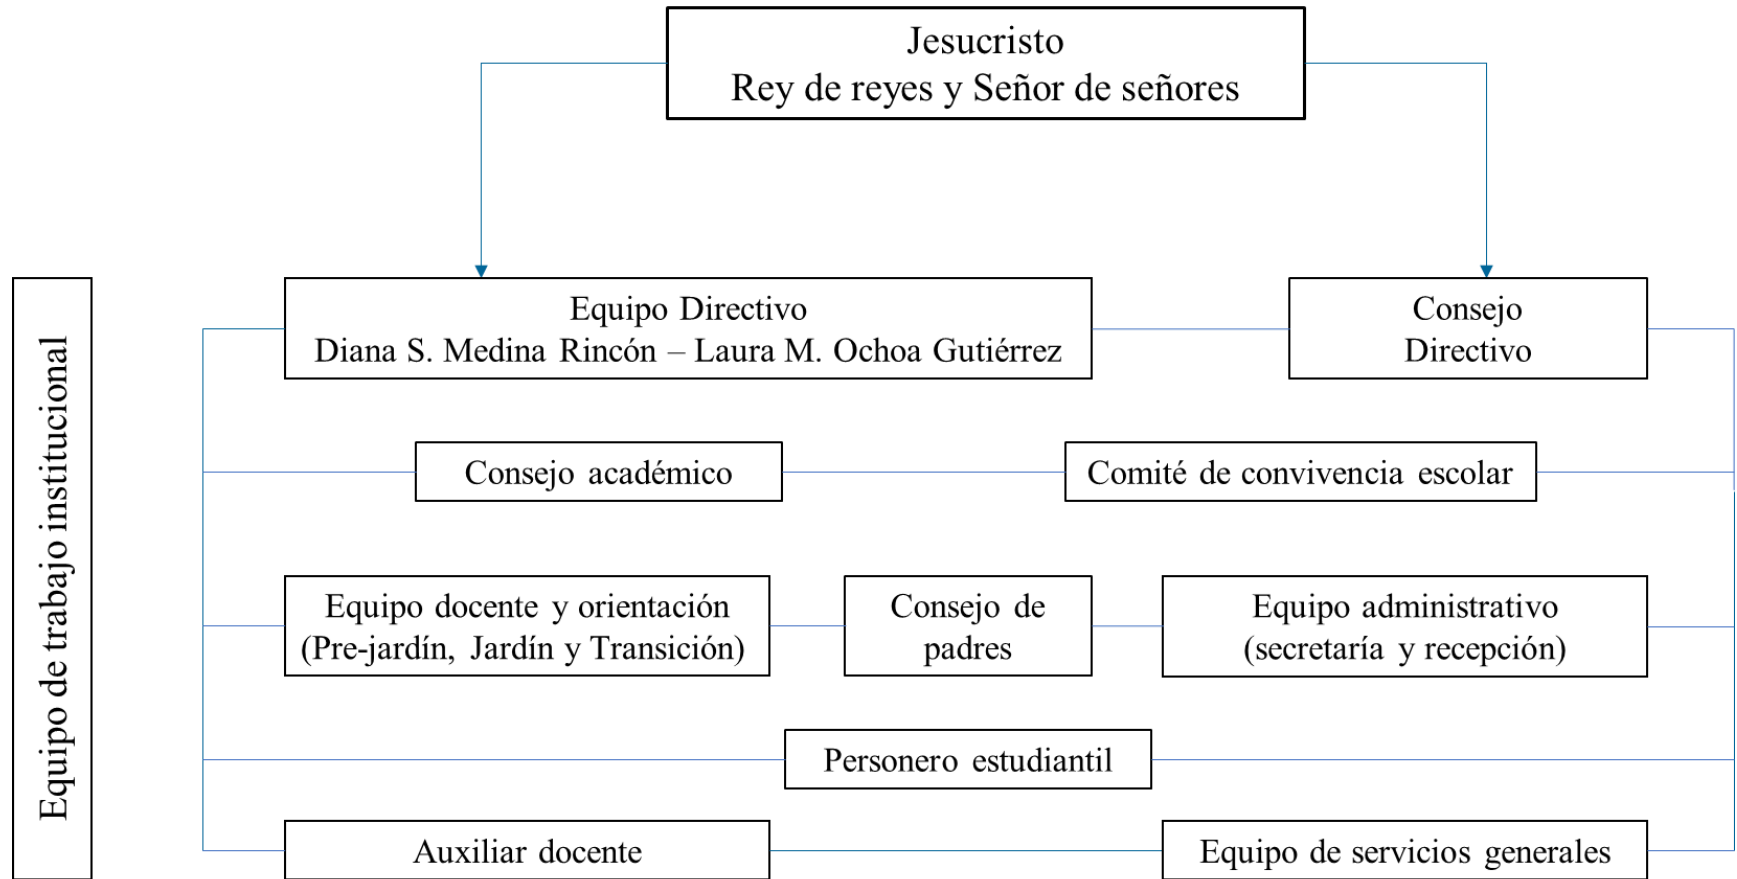 Jesucristo
Rey de reyes y Señor de señores
Equipo de trabajo institucional
Equipo Directivo
Diana S. Medina Rincón – Laura M. Ochoa Gutiérrez
Consejo
Directivo
Consejo académico
Comité de convivencia escolar
Equipo docente y orientación
(Pre-jardín, Jardín y Transición)
Consejo de
padres
Equipo administrativo
(secretaría y recepción)
Personero estudiantil
Auxiliar docente
Equipo de servicios generales